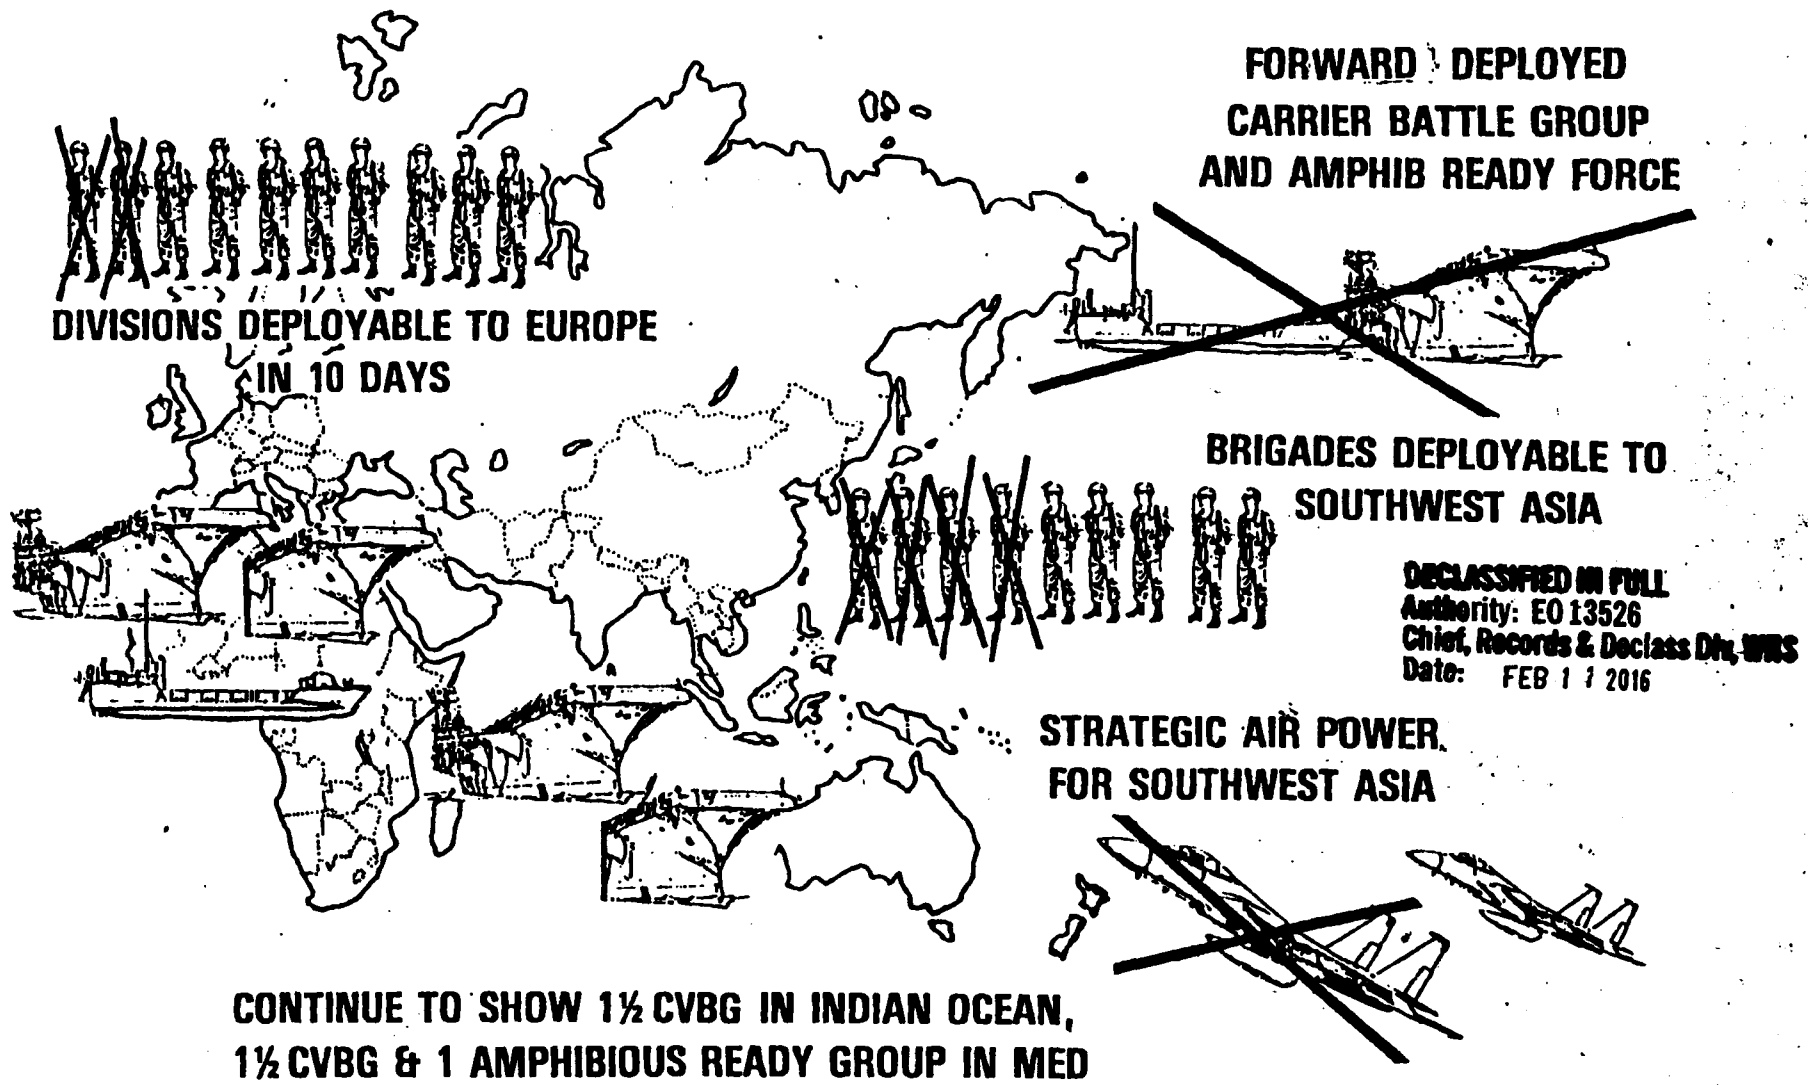 FORWARD DEPLOYED
CARRIER BATTLE GROUP
AND AMPHIB READY FORCE
DIVISIONS DEPLOYABLE TO EUROPE
IN 10 DAYS
BRIGADES DEPLOYABLE TO
SOUTHWEST ASIA
DECLASSIFIED IN FULL
Authority: EO 13526
Chief, Records & Declass Div, WHS
Date: FEB 1 1 2016
STRATEGIC AIR POWER
FOR SOUTHWEST ASIA
CONTINUE TO SHOW 1½ CVBG IN INDIAN OCEAN,
1½ CVBG & 1 AMPHIBIOUS READY GROUP IN MED